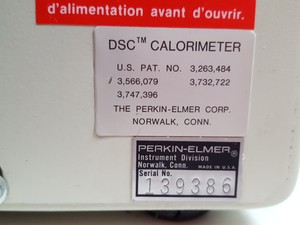 d'alimentation avant d'ouvrir.
DSC™ CALORIMETER
U.S. PAT. NO. 3,263,484
3,566,079 3,732,722
3,747,396
THE PERKIN-ELMER CORP.
NORWALK, CONN.
PERKIN-ELMER®
Instrument Division
Norwalk, Conn. MADE IN U.S.A.
Serial No.
139386